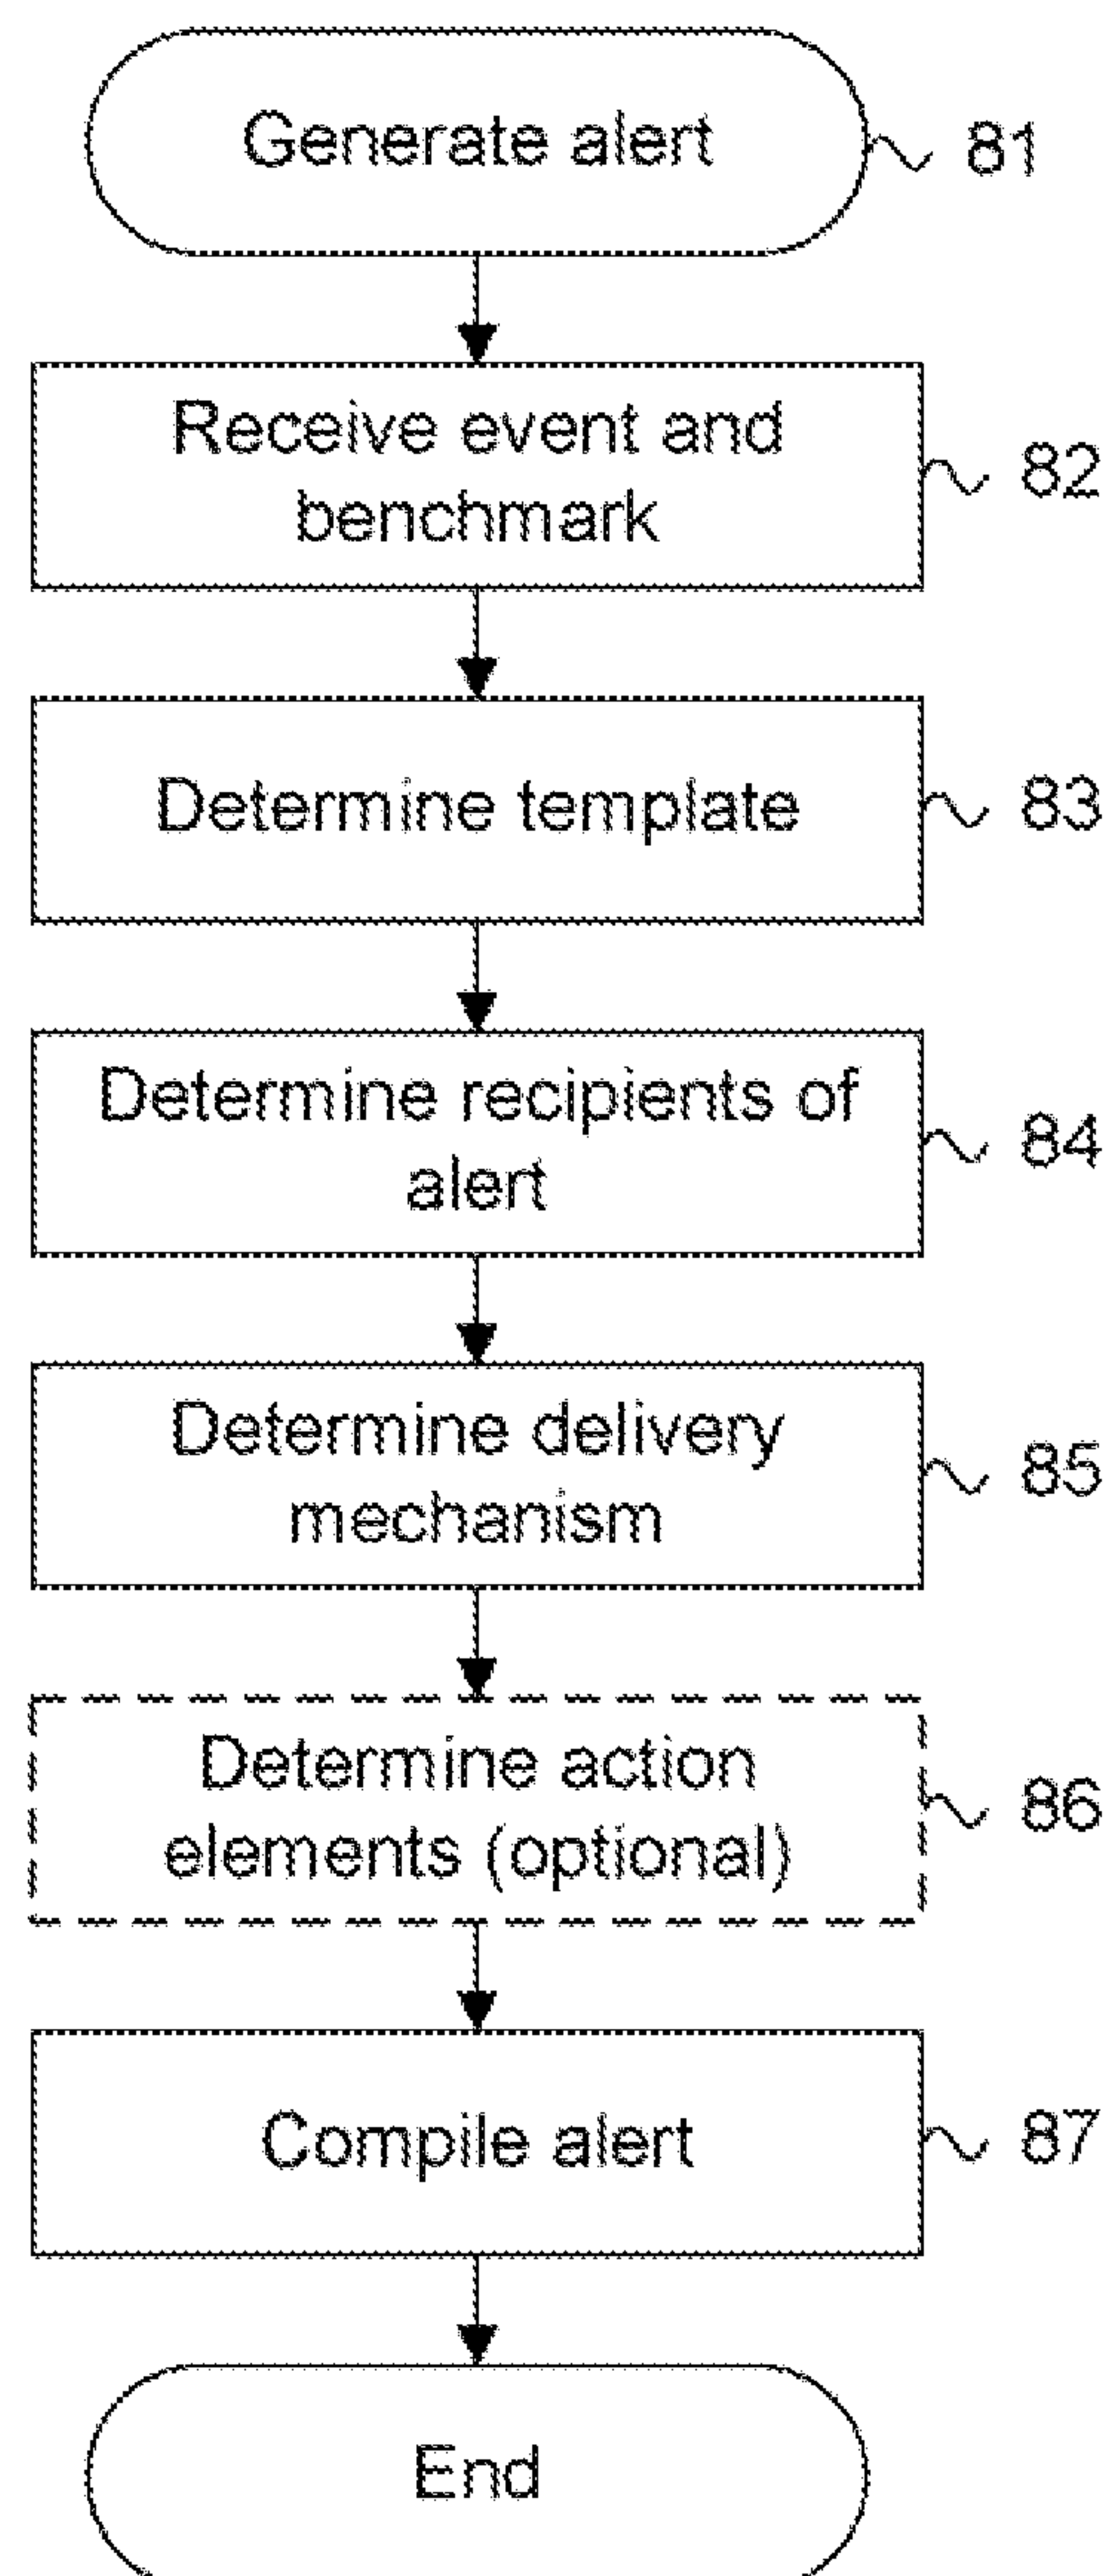 Generate alert
81
Receive event and
benchmark
82
Determine template
83
Determine recipients of
alert
84
Determine delivery
mechanism
85
Determine action
elements (optional)
86
Compile alert
87
End